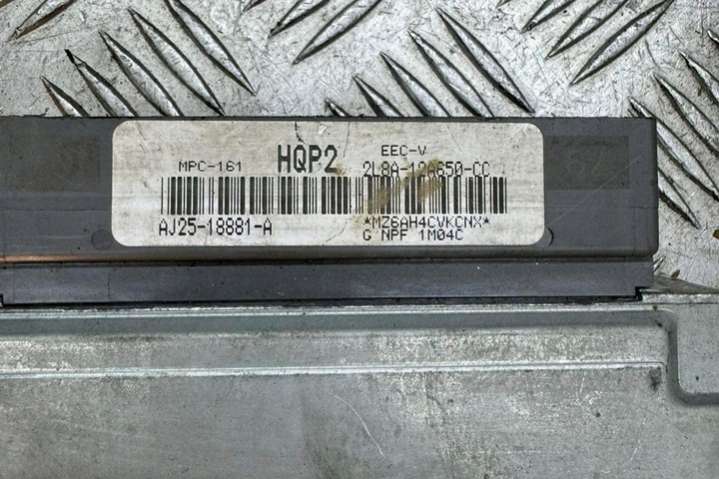 MPC-161 HQP2 EEC-V
2L8A-12A650-CC
AJ25-18881-A *MZ6AH4CVKCNX*
G NPF 1M04C